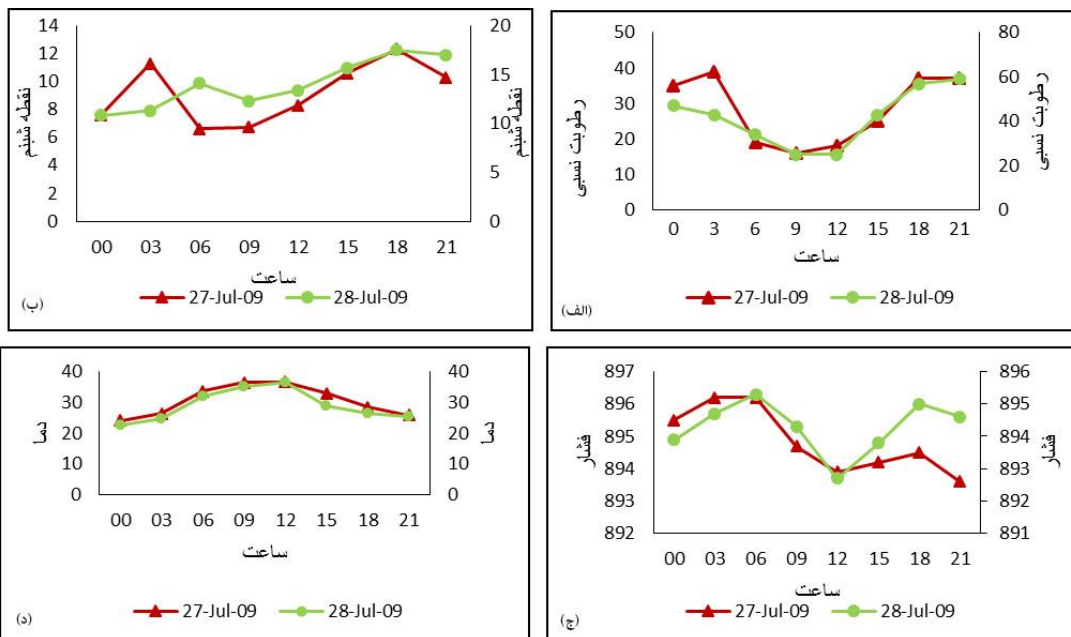 نقطه شبنم
14
12
10
8
6
4
2
0
20
15
10
5
0
نقطه شبنم
00 03 06 09 12 15 18 21
ساعت
27-Jul-09 28-Jul-09
(ب)
رطوبت نسبی
50
40
30
20
10
0
80
60
40
20
0
رطوبت نسبی
0 3 6 9 12 15 18 21
ساعت
27-Jul-09 28-Jul-09
(الف)
دما
40
30
20
10
0
40
30
20
10
0
دما
00 03 06 09 12 15 18 21
ساعت
27-Jul-09 28-Jul-09
(د)
فشار
897
896
895
894
893
892
896
895
894
893
892
891
فشار
00 03 06 09 12 15 18 21
ساعت
27-Jul-09 28-Jul-09
(ج)